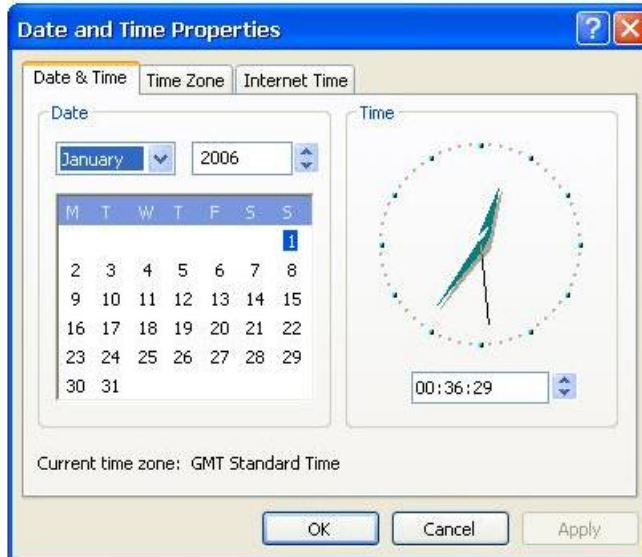 Date and Time Properties
Date & Time Time Zone Internet Time
Date
January 2006
M T W T F S S
1
2 3 4 5 6 7 8
9 10 11 12 13 14 15
16 17 18 19 20 21 22
23 24 25 26 27 28 29
30 31
Time
00:36:29
Current time zone: GMT Standard Time
OK Cancel Apply